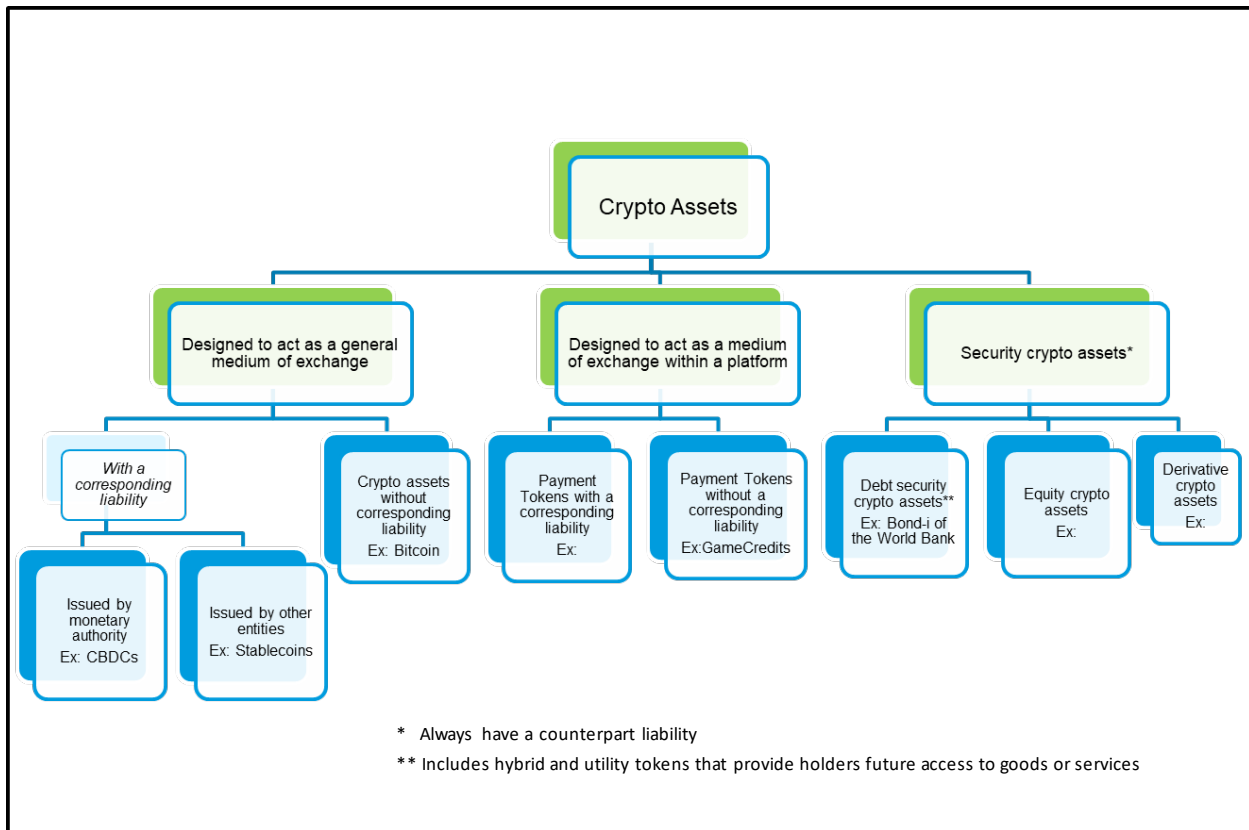 Crypto Assets
Designed to act as a general
medium of exchange
Designed to act as a medium
of exchange within a platform
Security crypto assets*
With a
corresponding
liability
Crypto assets
without
corresponding
liability
Ex: Bitcoin
Payment
Tokens with a
corresponding
liability
Ex:
Payment Tokens
without a
corresponding
liability
Ex:GameCredits
Debt security
crypto assets**
Ex: Bond-i of
the World Bank
Equity crypto
assets
Ex:
Derivative
crypto
assets
Ex:
Issued by
monetary
authority
Ex: CBDCs
Issued by other
entities
Ex: Stablecoins
* Always have a counterpart liability
** Includes hybrid and utility tokens that provide holders future access to goods or services